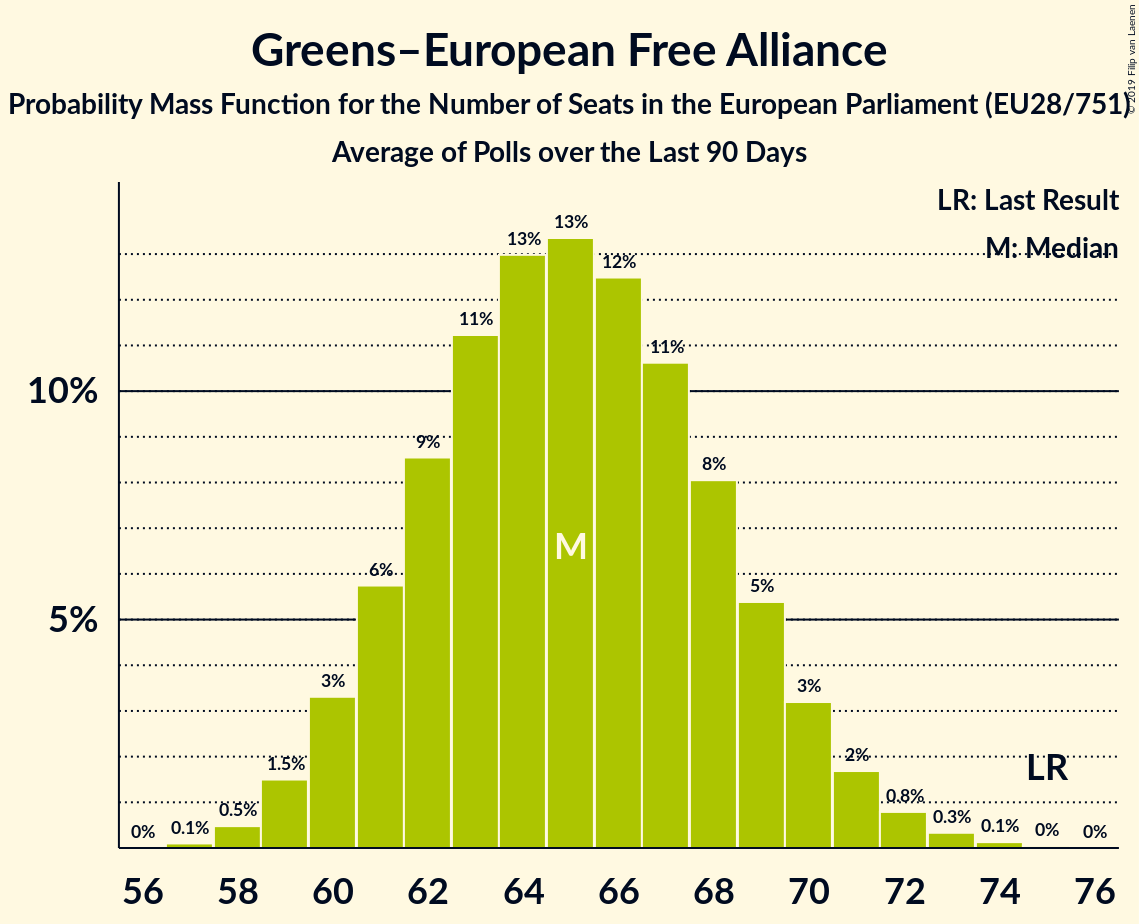 Greens–European Free Alliance
Probability Mass Function for the Number of Seats in the European Parliament (EU28/751)
Average of Polls over the Last 90 Days
© 2019 Filip van Laenen
LR: Last Result
M: Median
13%
13%
12%
11%
11%
10%
9%
8%
M
6%
5%
5%
3%
3%
2%
1.5%
LR
0.8%
0.5%
0.3%
0.1%
0.1%
0%
0%
0%
56 58 60 62 64 66 68 70 72 74 76